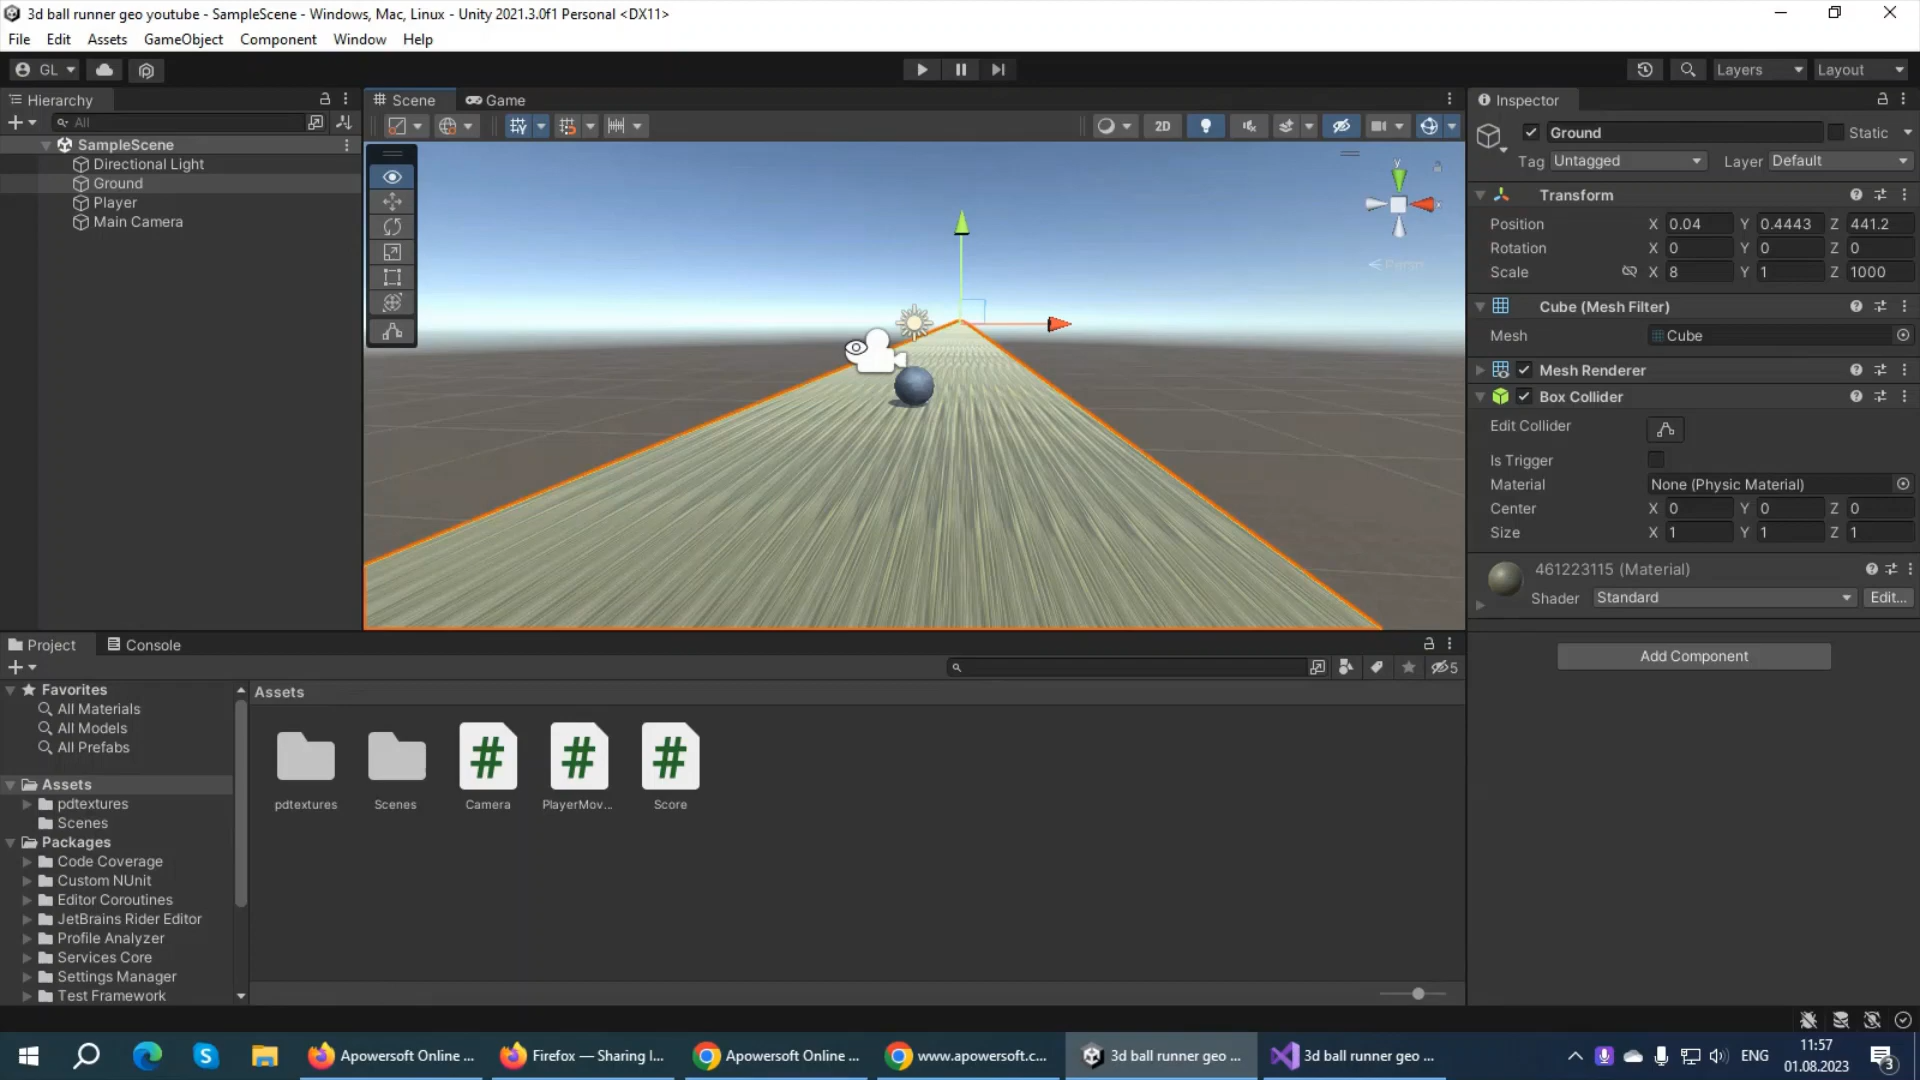 3d ball runner geo youtube - SampleScene - Windows, Mac, Linux - Unity 2021.3.0f1 Personal <DX11>
File Edit Assets GameObject Component Window Help
GL
Layers
Layout
Hierarchy
All
SampleScene
Directional Light
Ground
Player
Main Camera
Scene
Game
2D
y
Persp
Inspector
Ground
Static
Tag Untagged
Layer Default
Transform
Position X 0.04 Y 0.4443 Z 441.2
Rotation X 0 Y 0 Z 0
Scale X 8 Y 1 Z 1000
Cube (Mesh Filter)
Mesh Cube
Mesh Renderer
Box Collider
Edit Collider
Is Trigger
Material None (Physic Material)
Center X 0 Y 0 Z 0
Size X 1 Y 1 Z 1
461223115 (Material)
Shader Standard Edit...
Add Component
Project
Console
5
Favorites
All Materials
All Models
All Prefabs
Assets
pdtextures
Scenes
Packages
Code Coverage
Custom NUnit
Editor Coroutines
JetBrains Rider Editor
Profile Analyzer
Services Core
Settings Manager
Test Framework
Assets
pdtextures
Scenes
Camera
PlayerMov...
Score
Apowersoft Online ...
Firefox — Sharing I...
Apowersoft Online ...
www.apowersoft.c...
3d ball runner geo ...
3d ball runner geo ...
ENG
11:57
01.08.2023
3